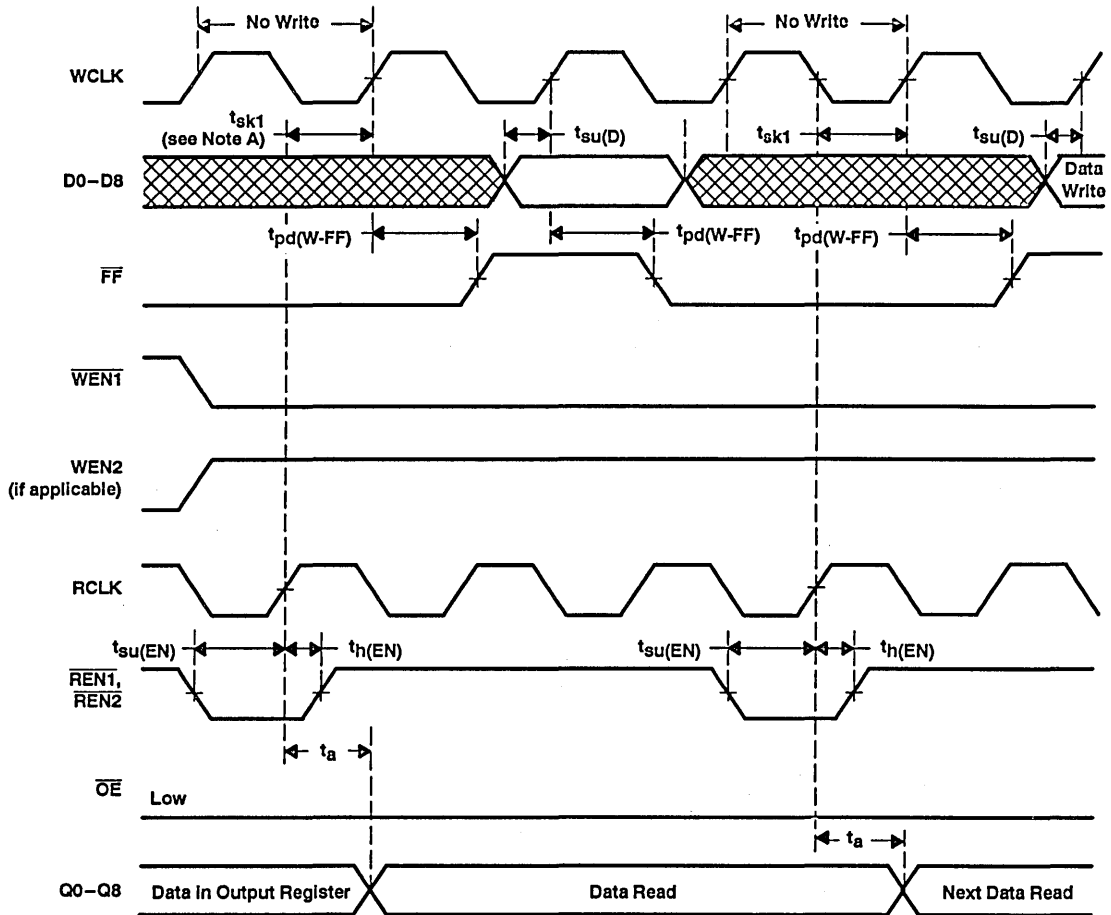 No Write
No Write
WCLK
tsk1
(see Note A)
tsu(D)
tsk1
tsu(D)
D0–D8
Data
Write
tpd(W-FF)
tpd(W-FF)
tpd(W-FF)
FF
WEN1
WEN2
(if applicable)
RCLK
tsu(EN)
th(EN)
tsu(EN)
th(EN)
REN1,
REN2
ta
OE
Low
ta
Q0–Q8
Data in Output Register
Data Read
Next Data Read